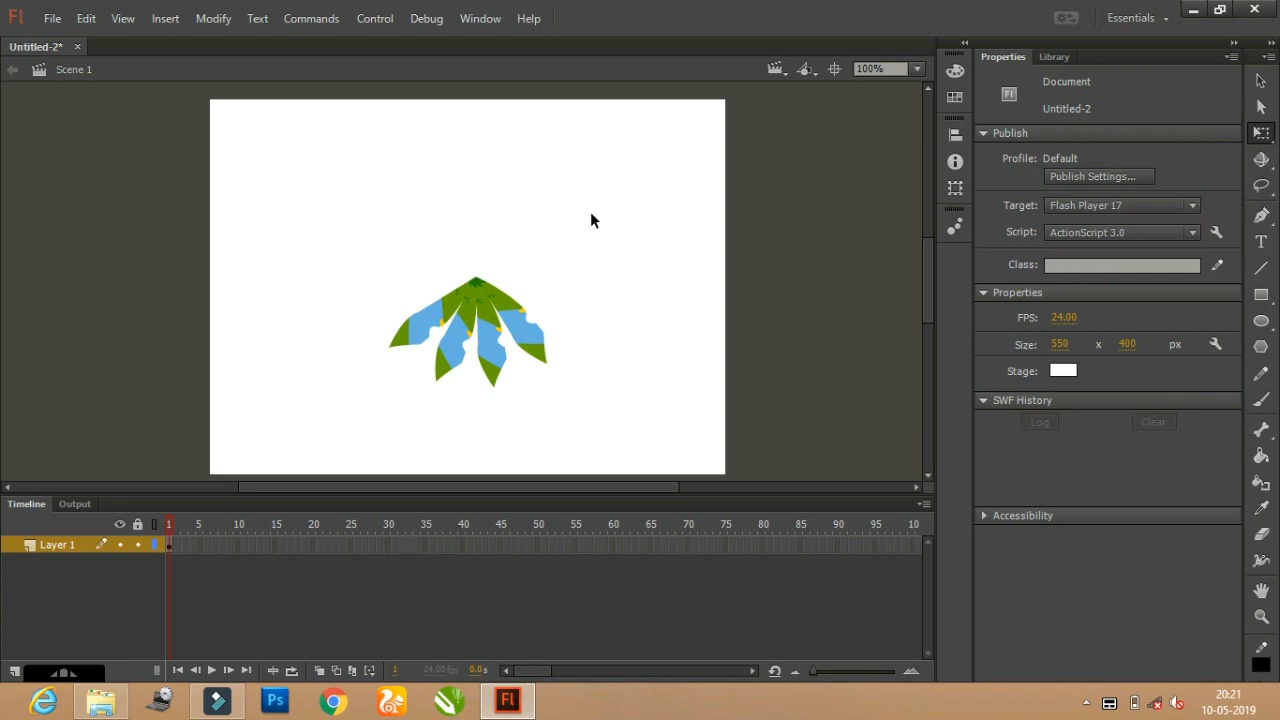 Fl File Edit View Insert Modify Text Commands Control Debug Window Help Essentials
Untitled-2* ×
Scene 1 100%
Properties Library
Fl Document
Untitled-2
Publish
Profile: Default
Publish Settings...
Target: Flash Player 17
Script: ActionScript 3.0
Class:
Properties
FPS: 24.00
Size: 550 x 400 px
Stage:
SWF History
Log Clear
Accessibility
Timeline Output
1 5 10 15 20 25 30 35 40 45 50 55 60 65 70 75 80 85 90 95 10
Layer 1
1 24.00 fps 0.0 s
Ps Fl
20:21
10-05-2019